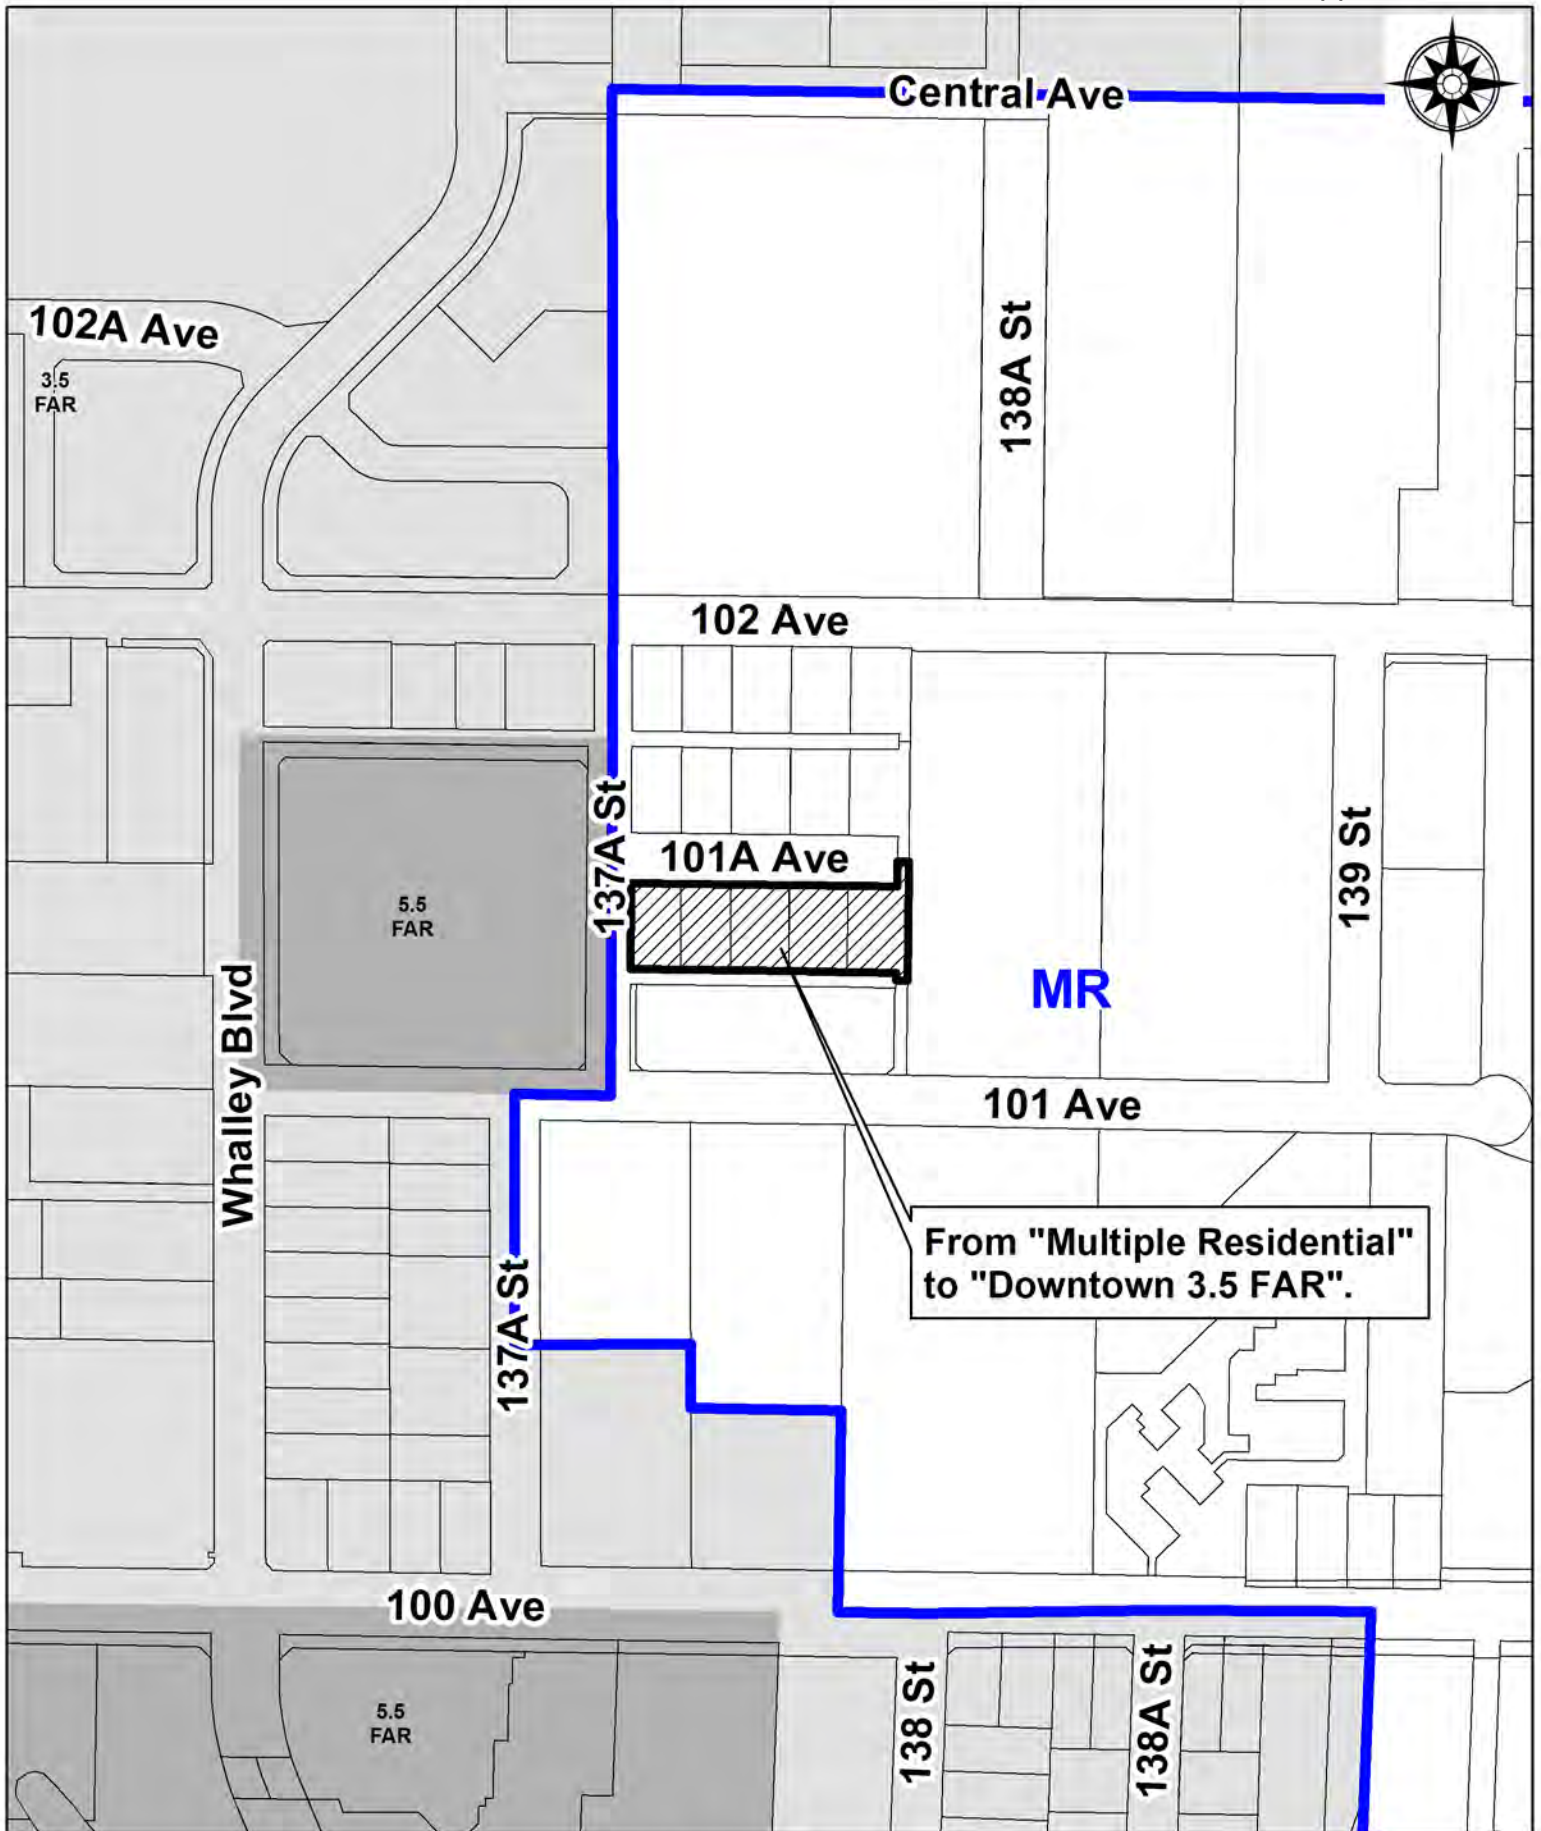 Central Ave
102A Ave
3.5
FAR
138A St
102 Ave
137A St
101A Ave
139 St
5.5
FAR
MR
Whalley Blvd
101 Ave
From "Multiple Residential"
to "Downtown 3.5 FAR".
137A St
100 Ave
138 St
138A St
5.5
FAR